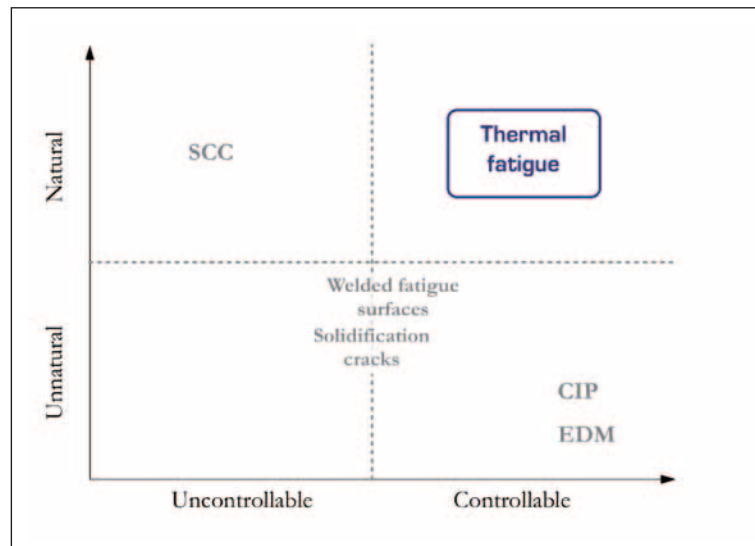 Natural
SCC
Thermal
fatigue
Unnatural
Welded fatigue
surfaces
Solidification
cracks
CIP
EDM
Uncontrollable
Controllable